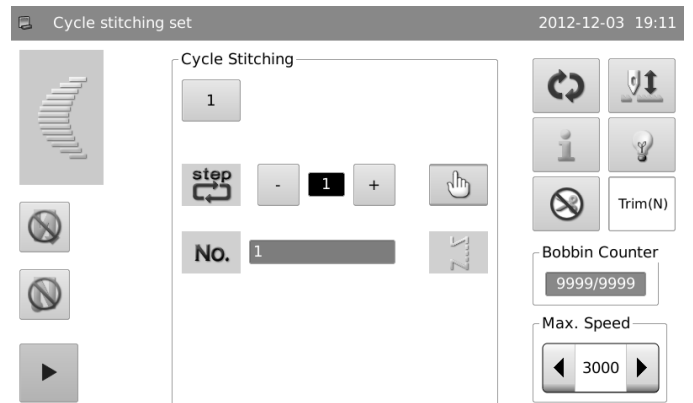 Cycle stitching set
2012-12-03 19:11
Cycle Stitching
1
step
- 1 +
No. 1
Trim(N)
Bobbin Counter
9999/9999
Max. Speed
3000